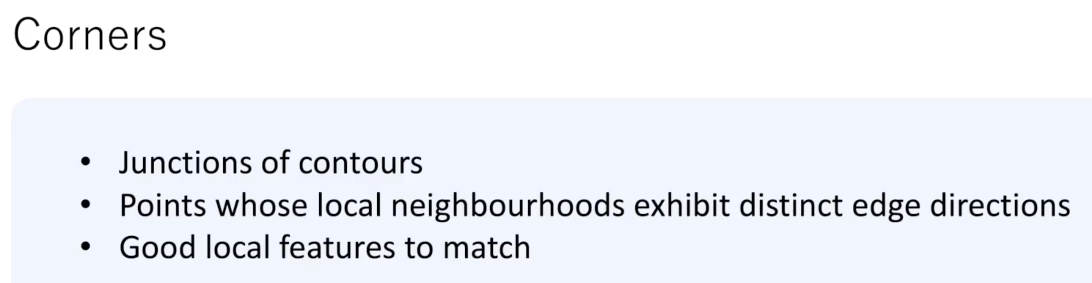 Corners
• Junctions of contours
• Points whose local neighbourhoods exhibit distinct edge directions
• Good local features to match